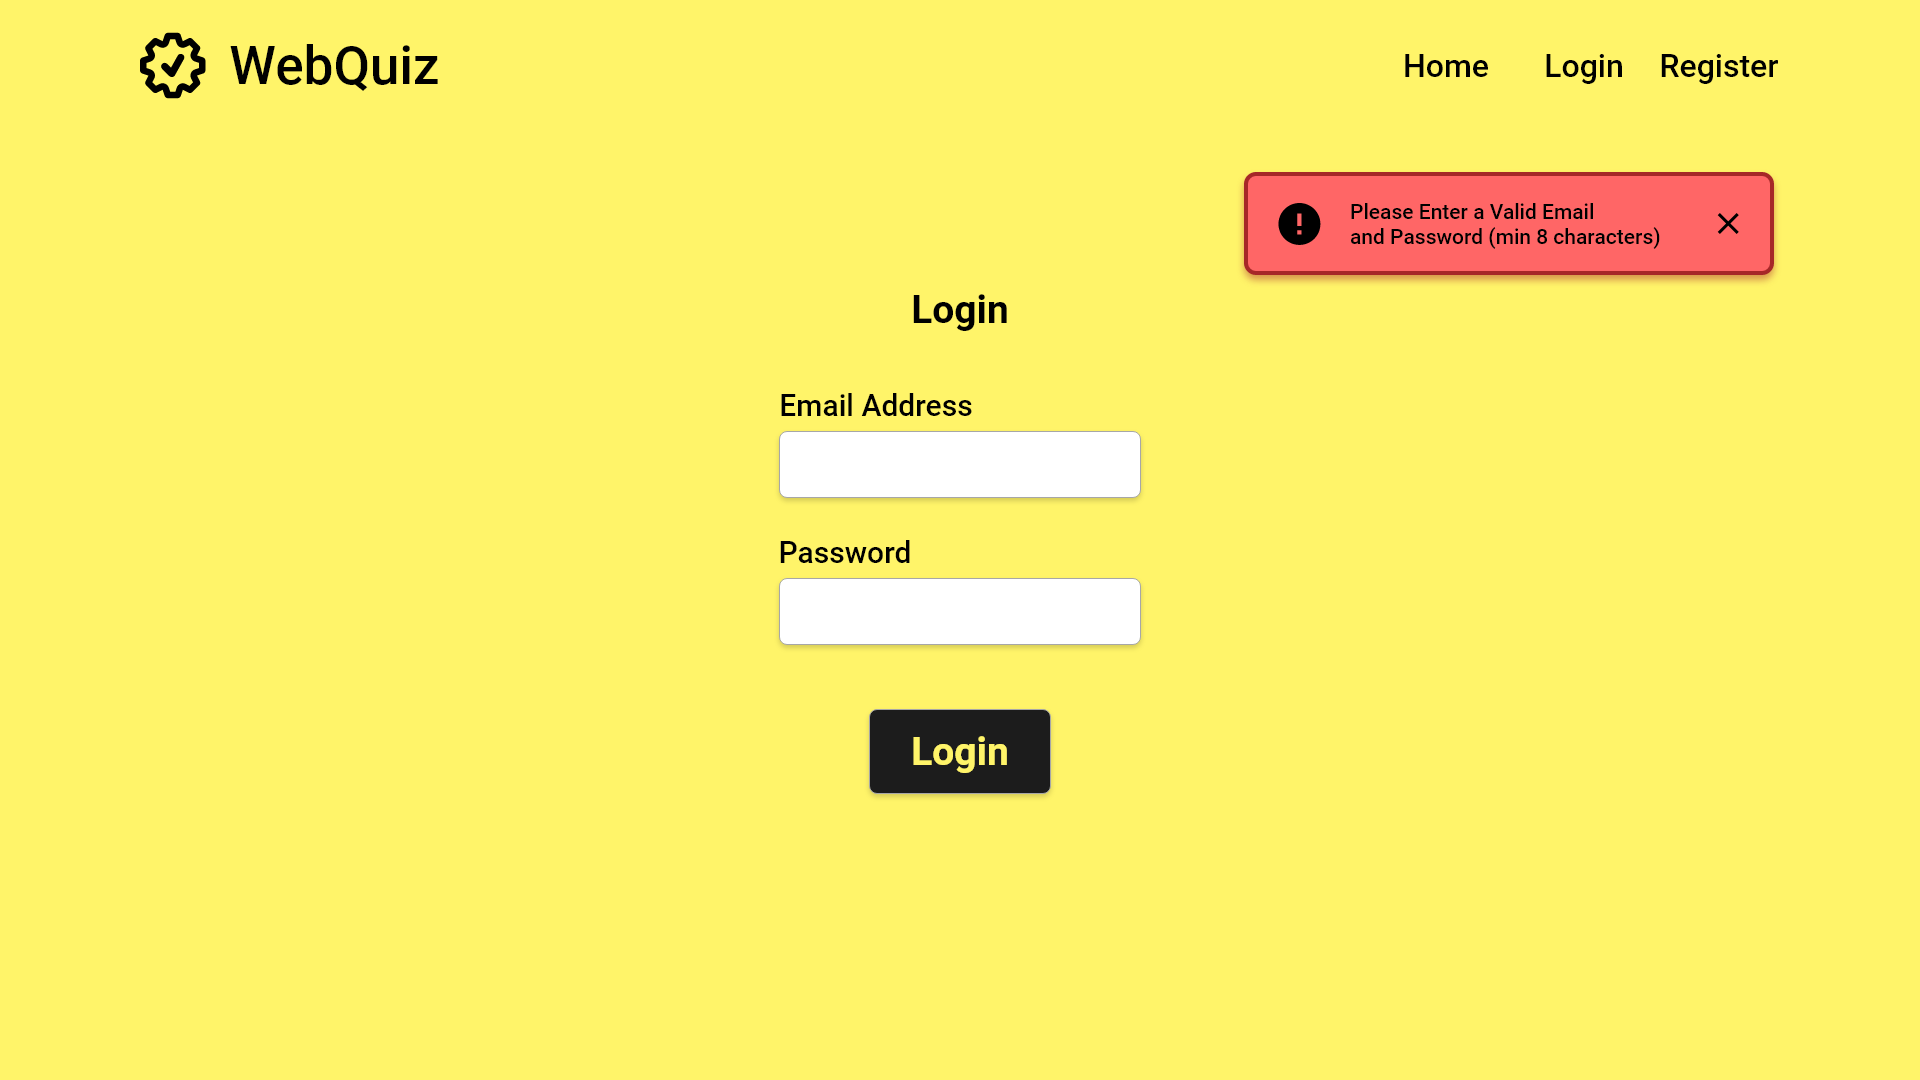 WebQuiz
Home Login Register
Please Enter a Valid Email
and Password (min 8 characters)
Login
Email Address
Password
Login